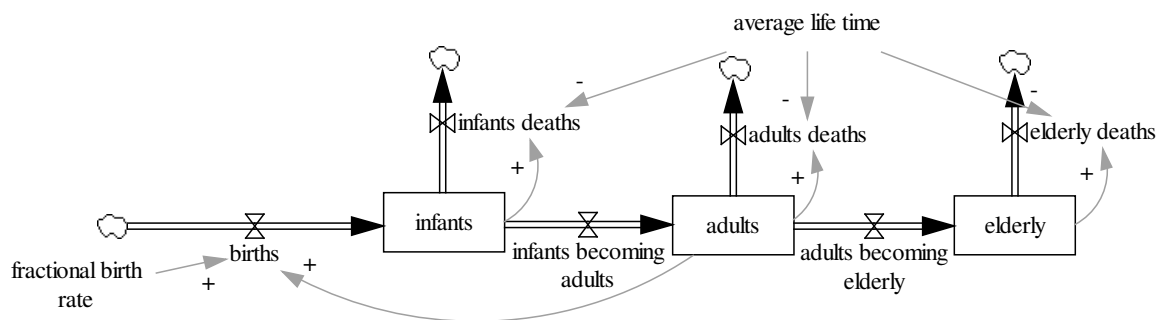 average life time
-
-
-
infants deaths
adults deaths
elderly deaths
+
+
+
infants
adults
elderly
births
infants becoming
adults
adults becoming
elderly
fractional birth
rate
+
+